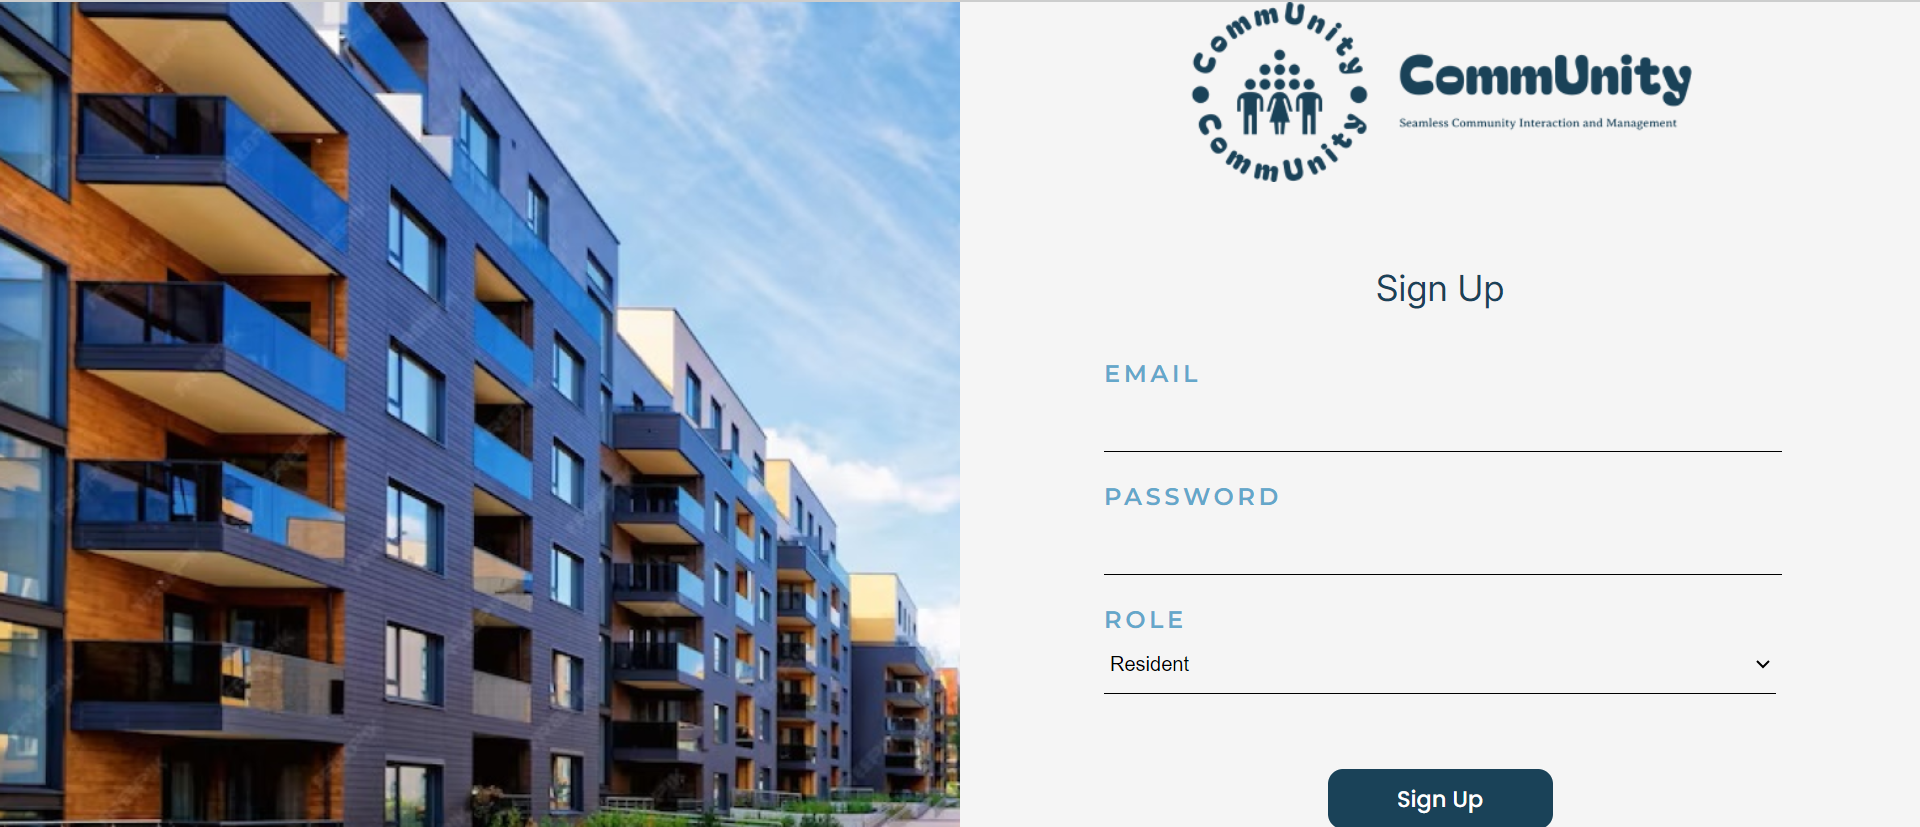 CommUnity
CommUnity
CommUnity
Seamless Community Interaction and Management
Sign Up
EMAIL
PASSWORD
ROLE
Resident
Sign Up